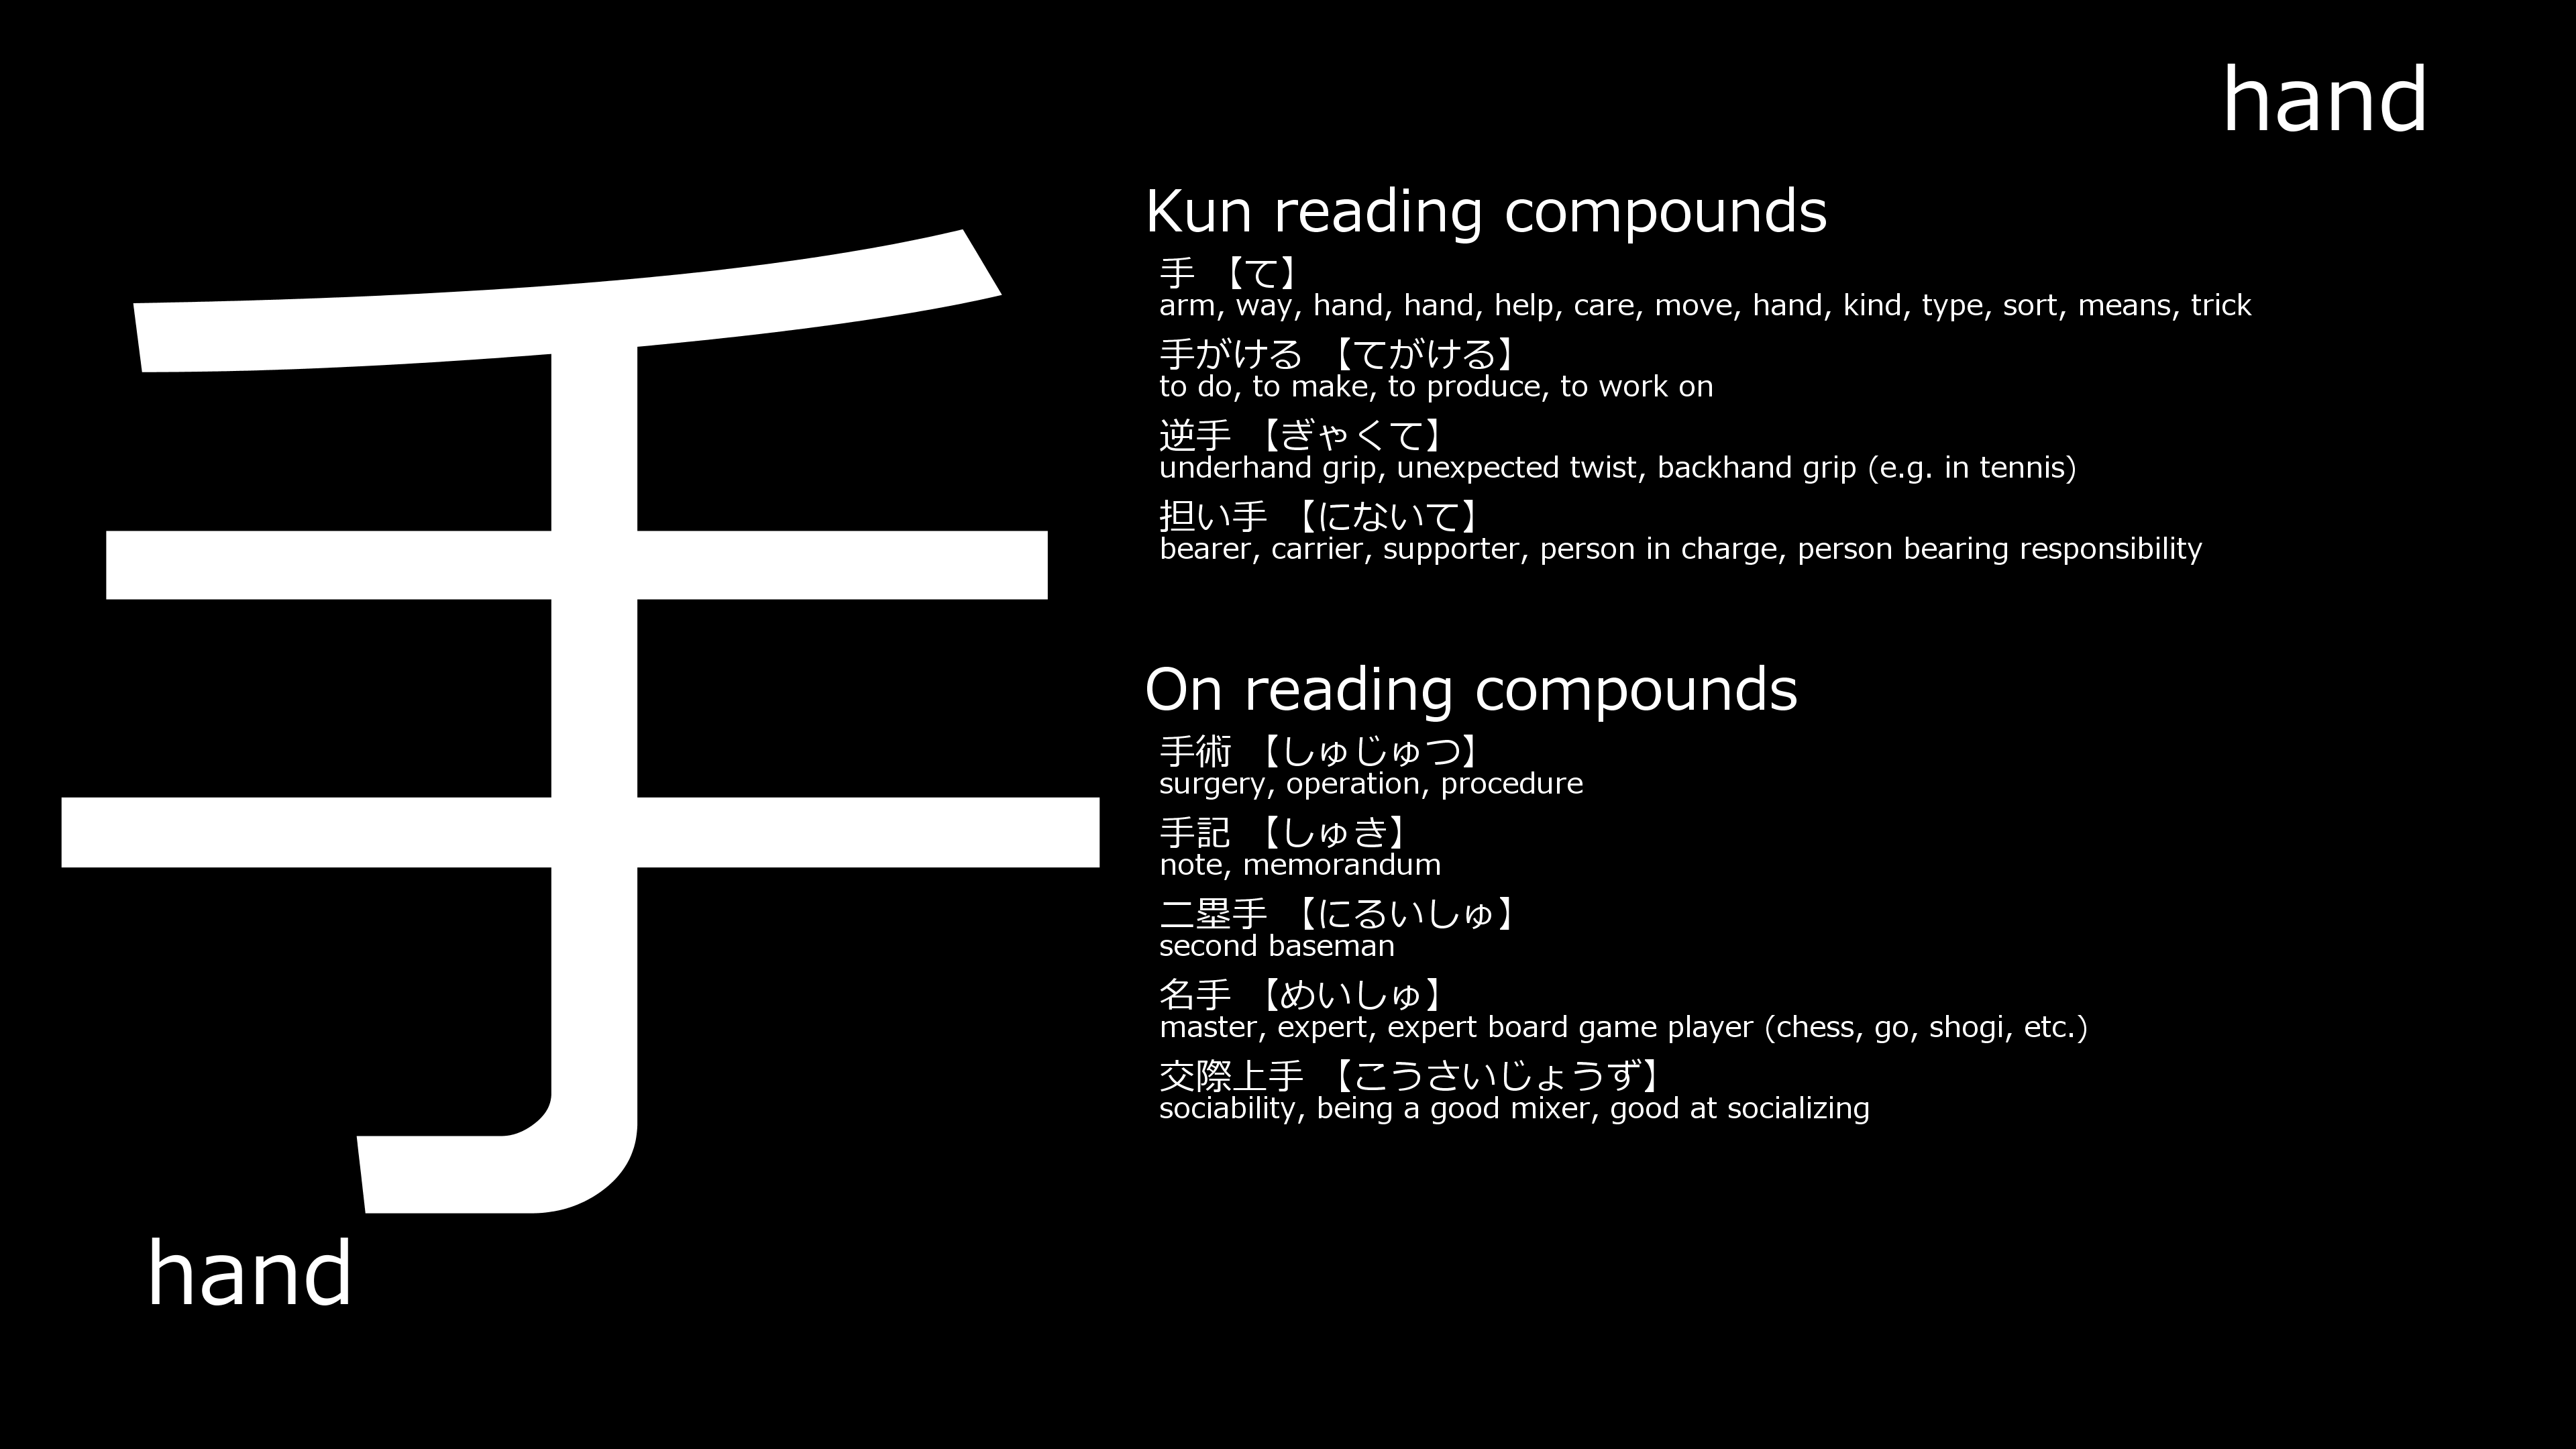 hand
手
hand
Kun reading compounds
手 【て】
arm, way, hand, hand, help, care, move, hand, kind, type, sort, means, trick
手がける 【てがける】
to do, to make, to produce, to work on
逆手 【ぎゃくて】
underhand grip, unexpected twist, backhand grip (e.g. in tennis)
担い手 【にないて】
bearer, carrier, supporter, person in charge, person bearing responsibility
On reading compounds
手術 【しゅじゅつ】
surgery, operation, procedure
手記 【しゅき】
note, memorandum
二塁手 【にるいしゅ】
second baseman
名手 【めいしゅ】
master, expert, expert board game player (chess, go, shogi, etc.)
交際上手 【こうさいじょうず】
sociability, being a good mixer, good at socializing